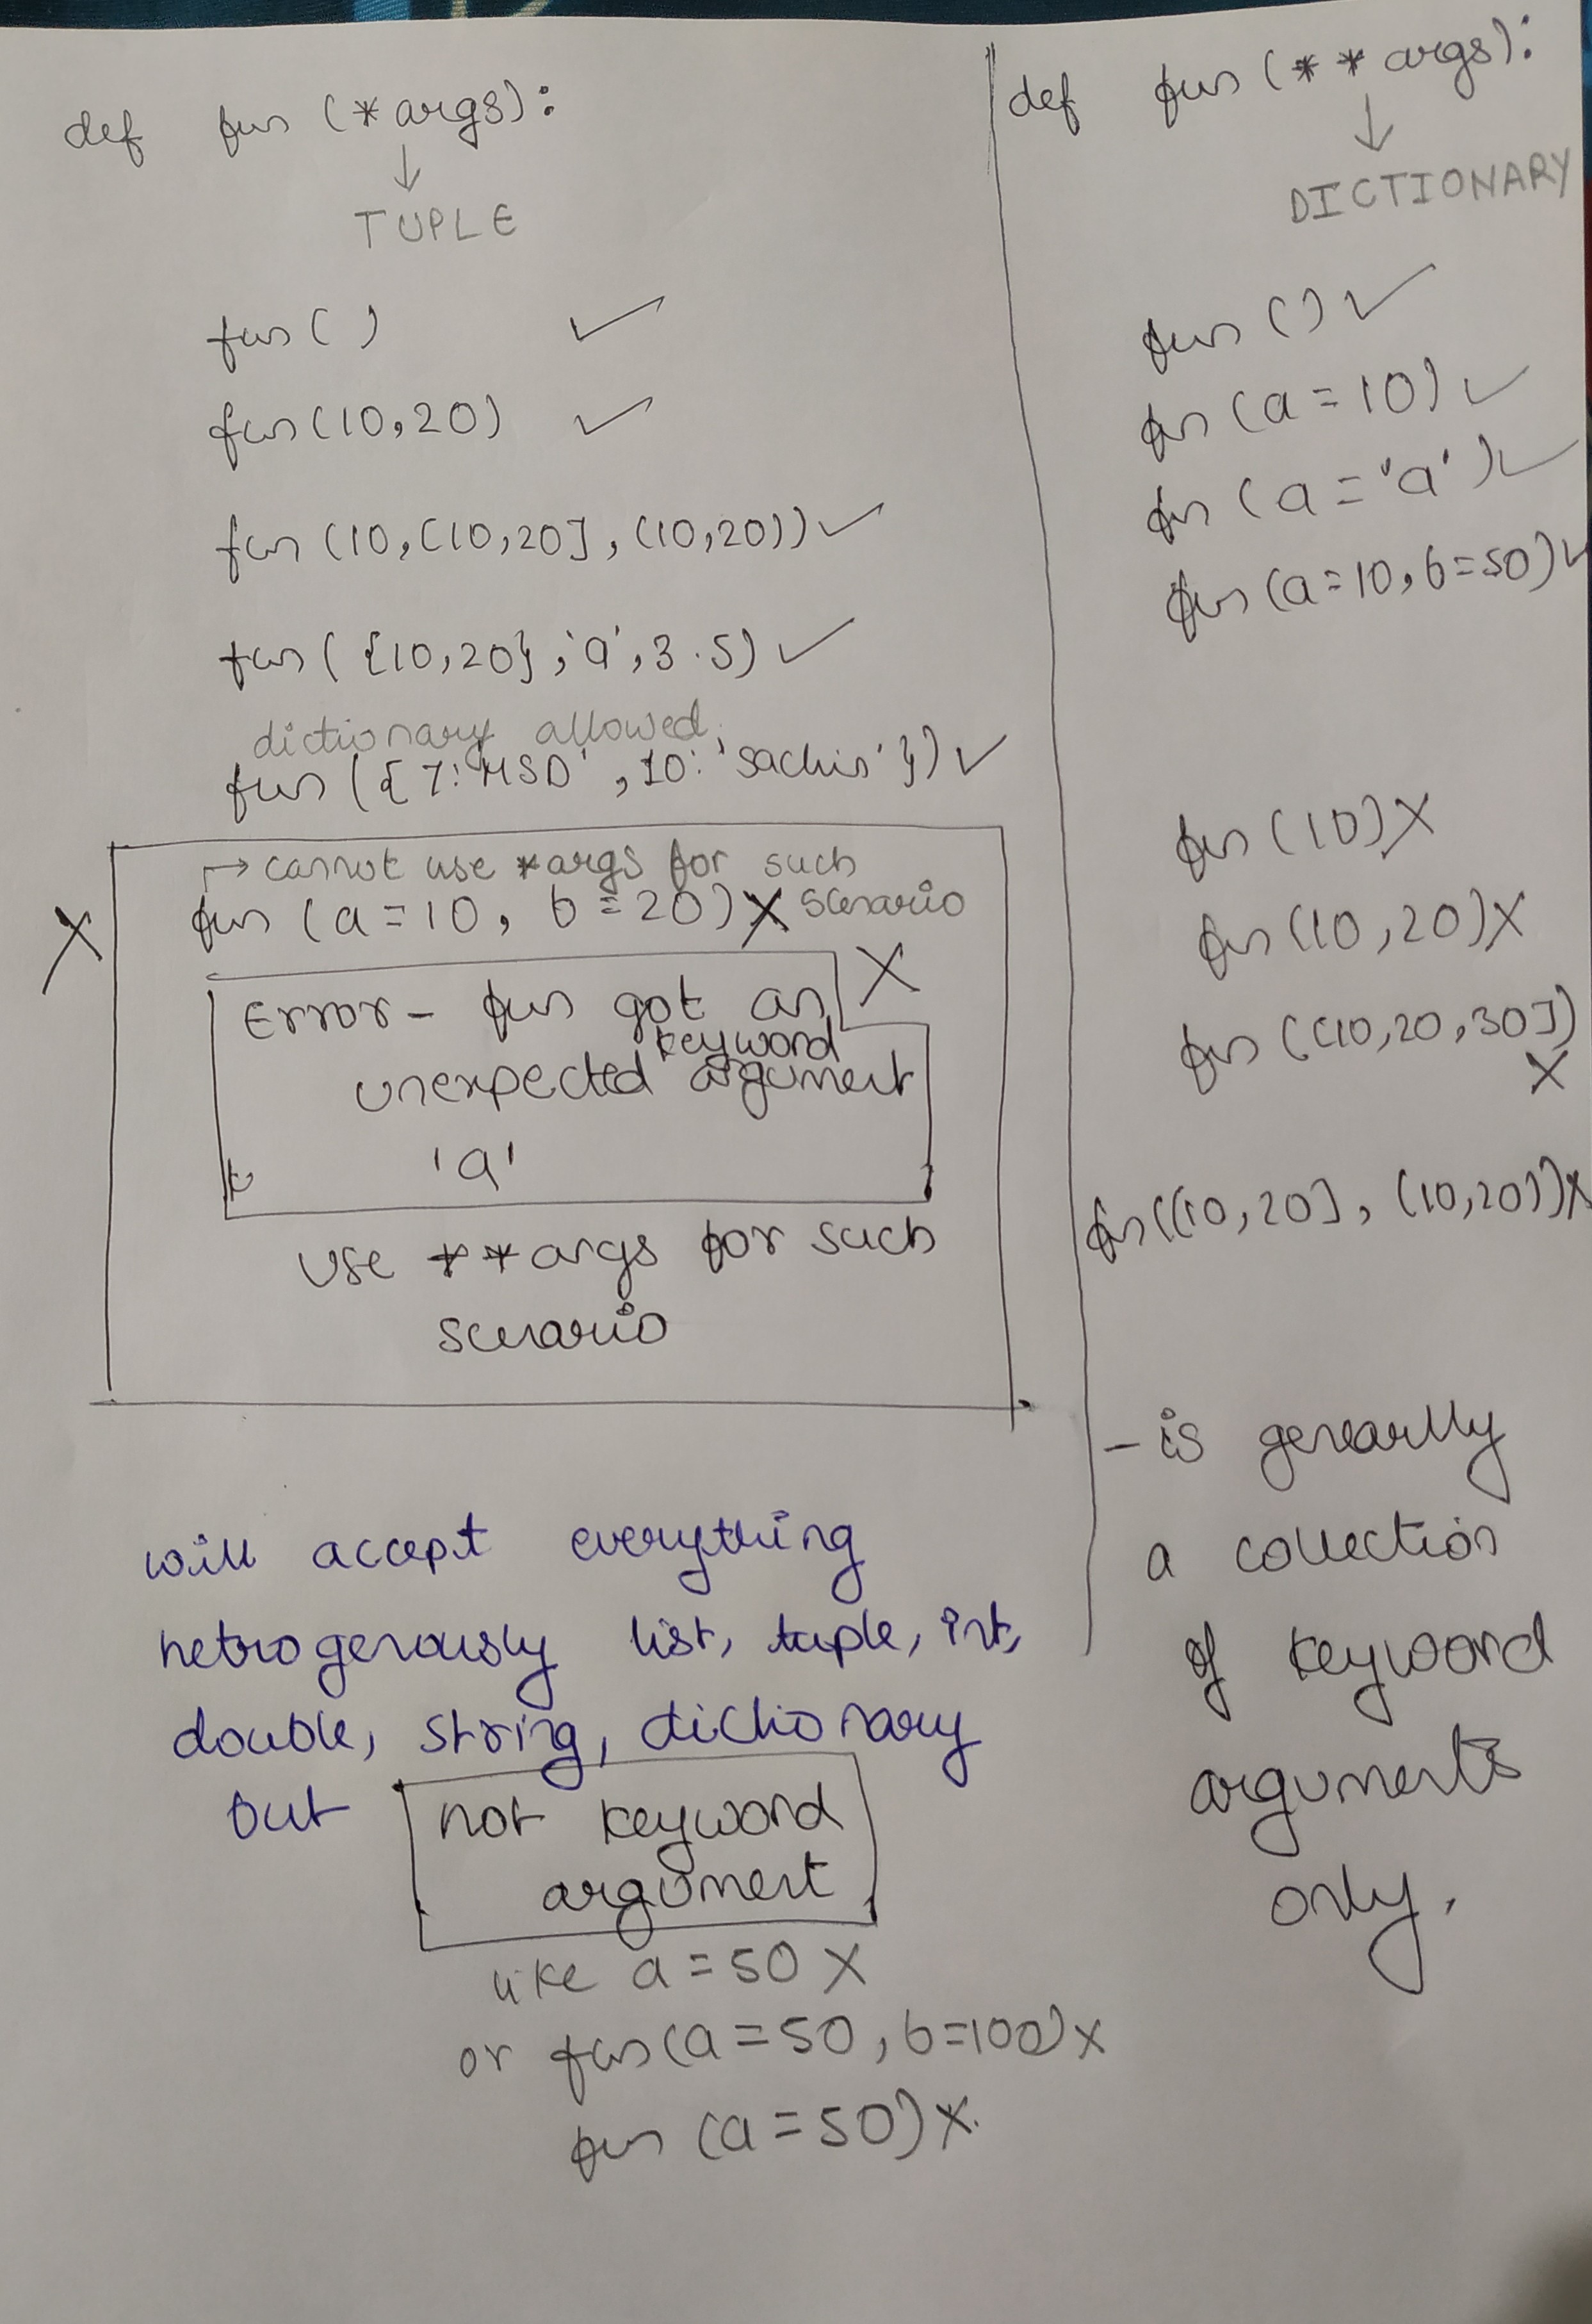 def fun (*args):
↓
TUPLE
fun( ) ✓
fun(10,20) ✓
fun (10,[10,20],(10,20)) ✓
fun({10,20},'a',3.5) ✓
dictionary allowed
fun ({7:'MSD',10:'sachin'}) ✓
→ cannot use *args for such
fun (a=10, b=20) X scenario
X
Error- fun got an X
keyword
unexpected argument
'a'
use **args for such
scenario
will accept everything
hetrogenously list, tuple, int,
double, string, dictionary
but not keyword
argument
like a=50 X
or fun(a=50,b=100) X
fun (a=50) X
def fun (**args):
↓
DICTIONARY
fun () ✓
fun (a=10) ✓
fun (a='a') ✓
fun (a=10,b=50) ✓
fun (10) X
fun (10,20) X
fun ([10,20,30])
X
fun([10,20],(10,20)) X
- is genearlly
a collection
of keyword
arguments
only.